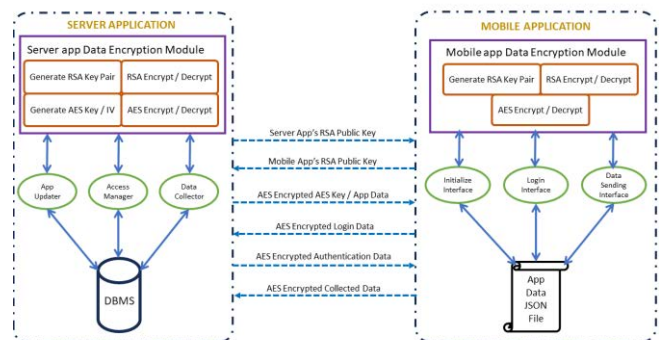 SERVER APPLICATION
Server app Data Encryption Module
Generate RSA Key Pair
RSA Encrypt / Decrypt
Generate AES Key / IV
AES Encrypt / Decrypt
App
Updater
Access
Manager
Data
Collector
DBMS
Server App's RSA Public Key
Mobile App's RSA Public Key
AES Encrypted AES Key / App Data
AES Encrypted Login Data
AES Encrypted Authentication Data
AES Encrypted Collected Data
MOBILE APPLICATION
Mobile app Data Encryption Module
Generate RSA Key Pair
RSA Encrypt / Decrypt
AES Encrypt / Decrypt
Initialize
Interface
Login
Interface
Data
Sending
Interface
App
Data
JSON
File